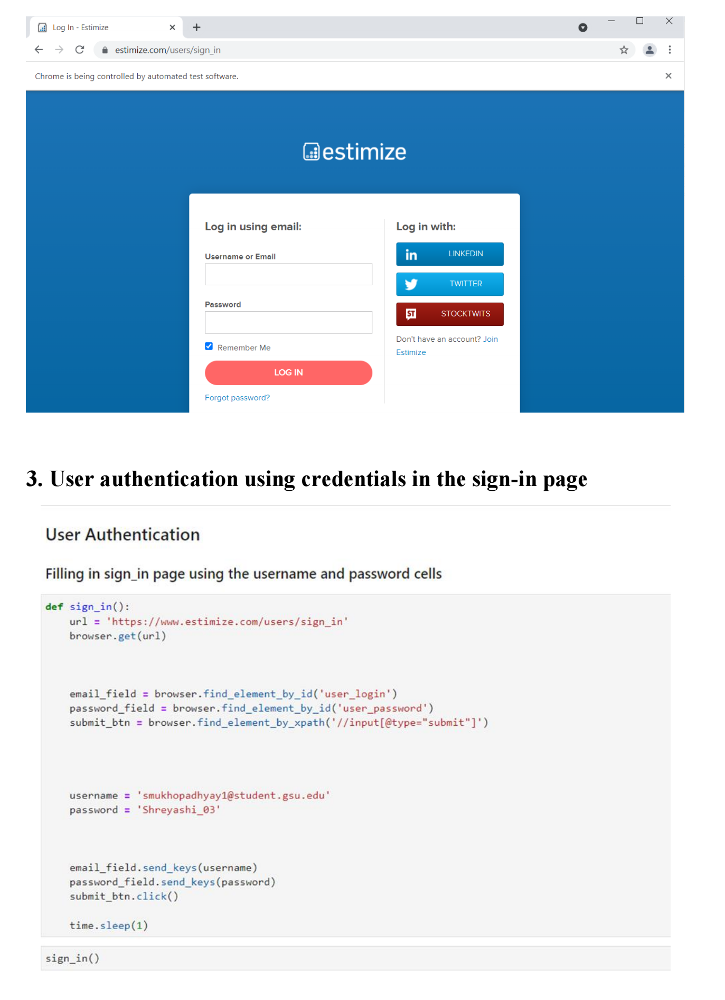 Log In - Estimize
estimize.com/users/sign_in
Chrome is being controlled by automated test software.
estimize
Log in using email:
Username or Email
Password
Remember Me
LOG IN
Forgot password?
Log in with:
in LINKEDIN
TWITTER
ST STOCKTWITS
Don't have an account? Join
Estimize
3. User authentication using credentials in the sign-in page
User Authentication
Filling in sign_in page using the username and password cells
def sign_in():
    url = 'https://www.estimize.com/users/sign_in'
    browser.get(url)
    email_field = browser.find_element_by_id('user_login')
    password_field = browser.find_element_by_id('user_password')
    submit_btn = browser.find_element_by_xpath('//input[@type="submit"]')
    username = 'smukhopadhyay1@student.gsu.edu'
    password = 'Shreyashi_03'
    email_field.send_keys(username)
    password_field.send_keys(password)
    submit_btn.click()
    time.sleep(1)
sign_in()